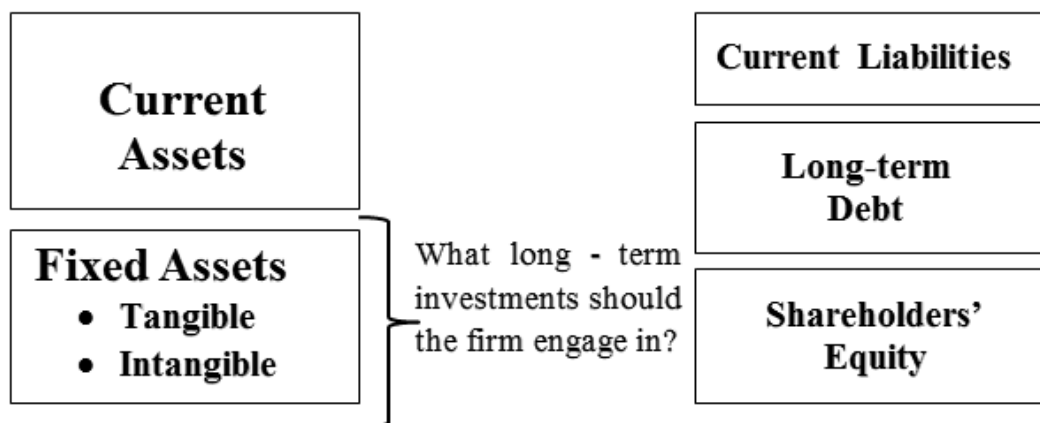 Current
Assets
Fixed Assets
• Tangible
• Intangible
What long - term
investments should
the firm engage in?
Current Liabilities
Long-term
Debt
Shareholders’
Equity